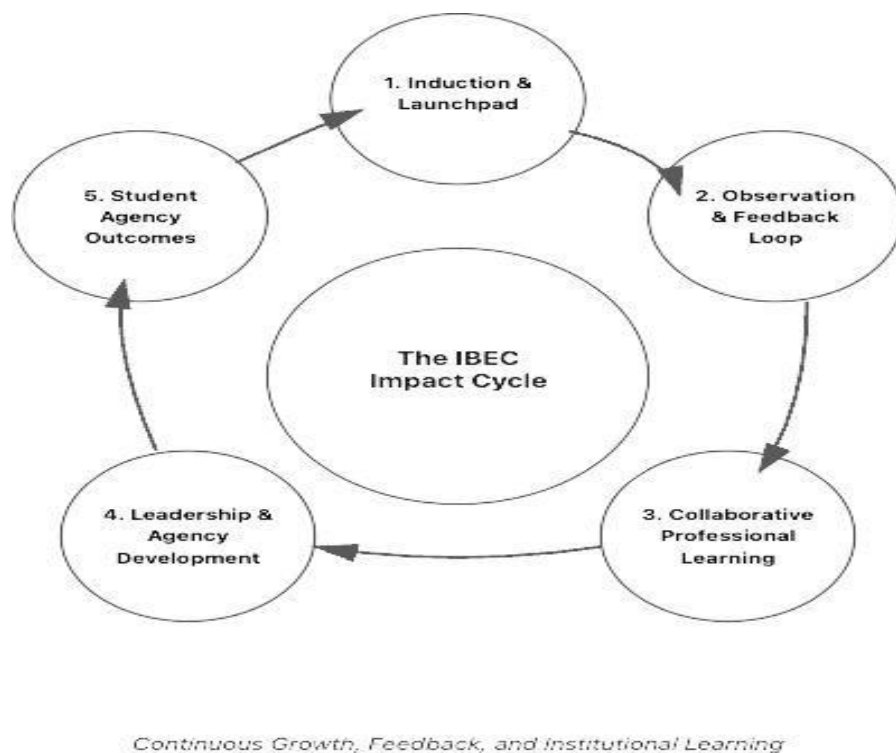 1. Induction &
Launchpad
2. Observation
& Feedback
Loop
3. Collaborative
Professional
Learning
4. Leadership &
Agency
Development
5. Student
Agency
Outcomes
The IBEC
Impact Cycle
Continuous Growth, Feedback, and Institutional Learning